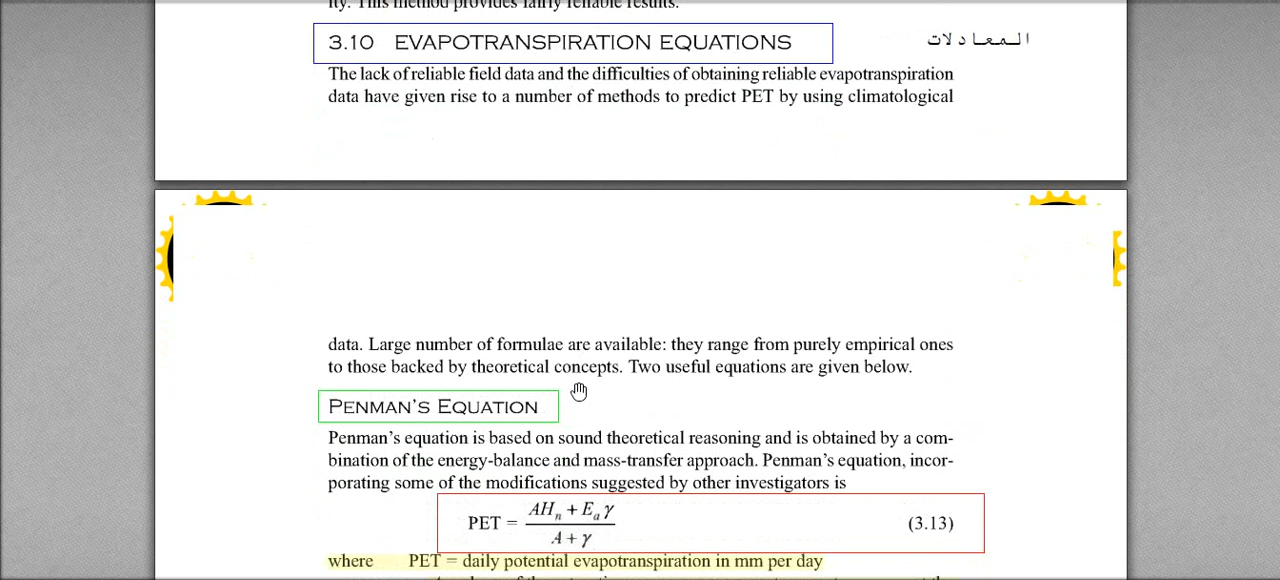 ity. This method provides fairly reliable results.
3.10 EVAPOTRANSPIRATION EQUATIONS
المعادلات
The lack of reliable field data and the difficulties of obtaining reliable evapotranspiration
data have given rise to a number of methods to predict PET by using climatological
data. Large number of formulae are available: they range from purely empirical ones
to those backed by theoretical concepts. Two useful equations are given below.
PENMAN'S EQUATION
Penman's equation is based on sound theoretical reasoning and is obtained by a com-
bination of the energy-balance and mass-transfer approach. Penman's equation, incor-
porating some of the modifications suggested by other investigators is
PET = (AHₙ + Eₐ γ) / (A + γ) (3.13)
where PET = daily potential evapotranspiration in mm per day